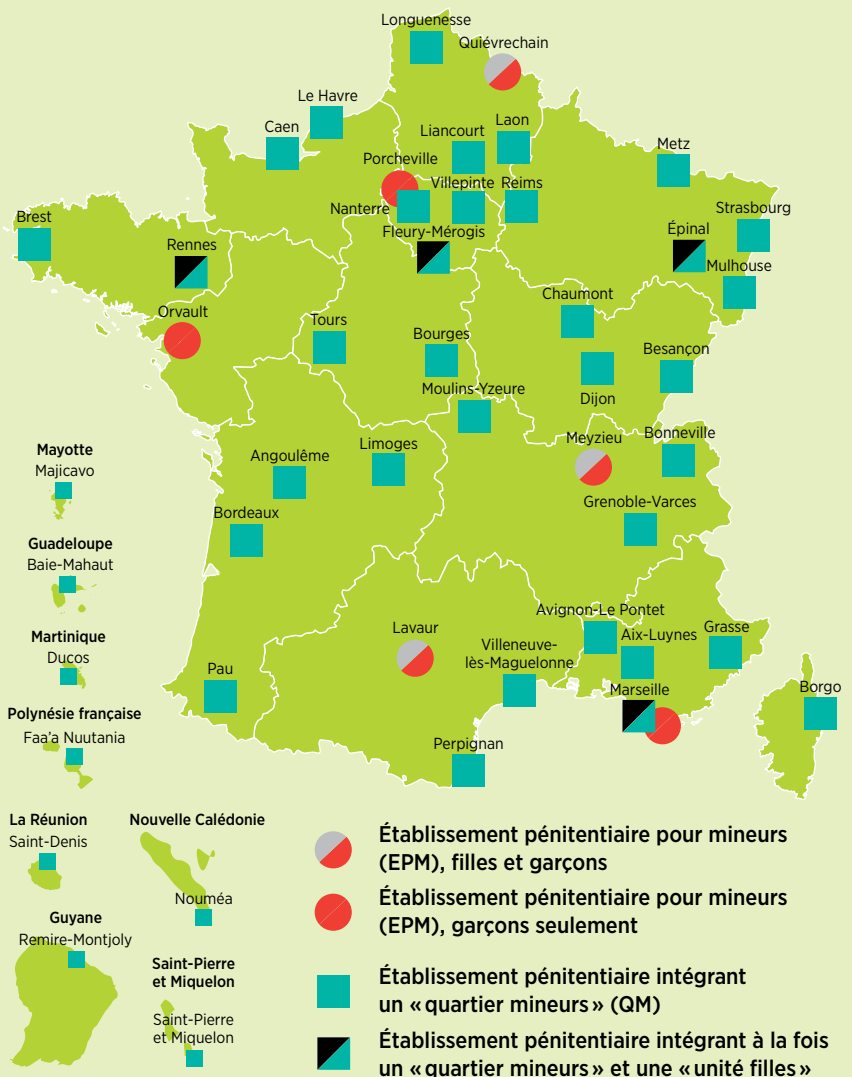 Longuenesse
Quiévrechain
Le Havre
Caen
Liancourt
Laon
Metz
Porcheville
Villepinte
Reims
Nanterre
Fleury-Mérogis
Strasbourg
Épinal
Mulhouse
Brest
Rennes
Orvault
Tours
Chaumont
Bourges
Besançon
Dijon
Moulins-Yzeure
Meyzieu
Bonneville
Limoges
Angoulême
Grenoble-Varces
Bordeaux
Avignon-Le Pontet
Lavaur
Aix-Luynes
Grasse
Villeneuve-
lès-Maguelonne
Pau
Marseille
Borgo
Perpignan
Mayotte
Majicavo
Guadeloupe
Baie-Mahaut
Martinique
Ducos
Polynésie française
Faa'a Nuutania
La Réunion
Saint-Denis
Nouvelle Calédonie
Nouméa
Guyane
Remire-Montjoly
Saint-Pierre
et Miquelon
Saint-Pierre
et Miquelon
Établissement pénitentiaire pour mineurs
(EPM), filles et garçons
Établissement pénitentiaire pour mineurs
(EPM), garçons seulement
Établissement pénitentiaire intégrant
un « quartier mineurs » (QM)
Établissement pénitentiaire intégrant à la fois
un « quartier mineurs » et une « unité filles »